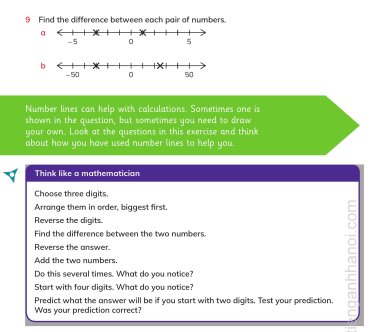 9 Find the difference between each pair of numbers.
a
−5 0 5
b
−50 0 50
Number lines can help with calculations. Sometimes one is
shown in the question, but sometimes you need to draw
your own. Look at the questions in this exercise and think
about how you have used number lines to help you.
Think like a mathematician
Choose three digits.
Arrange them in order, biggest first.
Reverse the digits.
Find the difference between the two numbers.
Reverse the answer.
Add the two numbers.
Do this several times. What do you notice?
Start with four digits. What do you notice?
Predict what the answer will be if you start with two digits. Test your prediction.
Was your prediction correct?